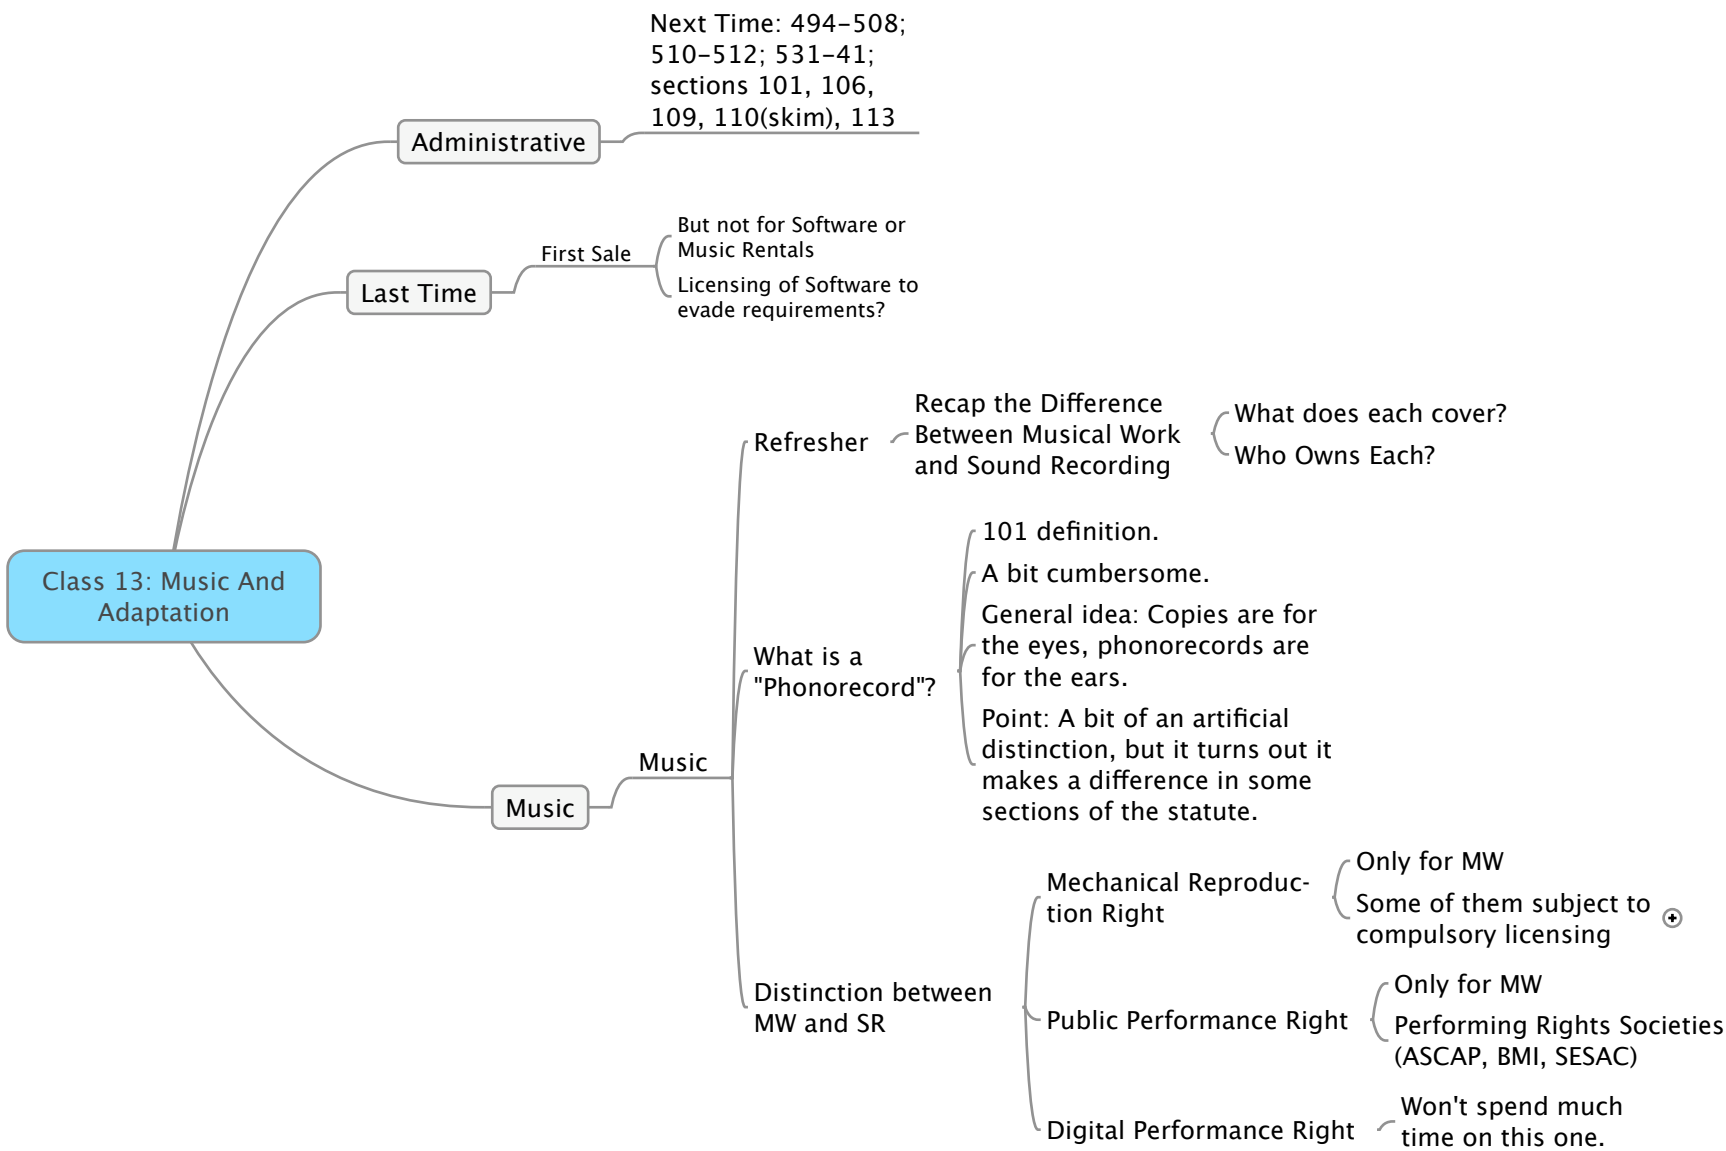 Next Time: 494-508;
510-512; 531-41;
sections 101, 106,
109, 110(skim), 113
Administrative
But not for Software or
Music Rentals
First Sale
Licensing of Software to
evade requirements?
Last Time
Recap the Difference
Between Musical Work
and Sound Recording
What does each cover?
Refresher
Who Owns Each?
101 definition.
A bit cumbersome.
General idea: Copies are for
the eyes, phonorecords are
for the ears.
What is a
"Phonorecord"?
Point: A bit of an artificial
distinction, but it turns out it
makes a difference in some
sections of the statute.
Class 13: Music And
Adaptation
Music
Music
Only for MW
Mechanical Reproduc-
tion Right
Some of them subject to
compulsory licensing
Distinction between
MW and SR
Only for MW
Public Performance Right
Performing Rights Societies
(ASCAP, BMI, SESAC)
Digital Performance Right
Won't spend much
time on this one.